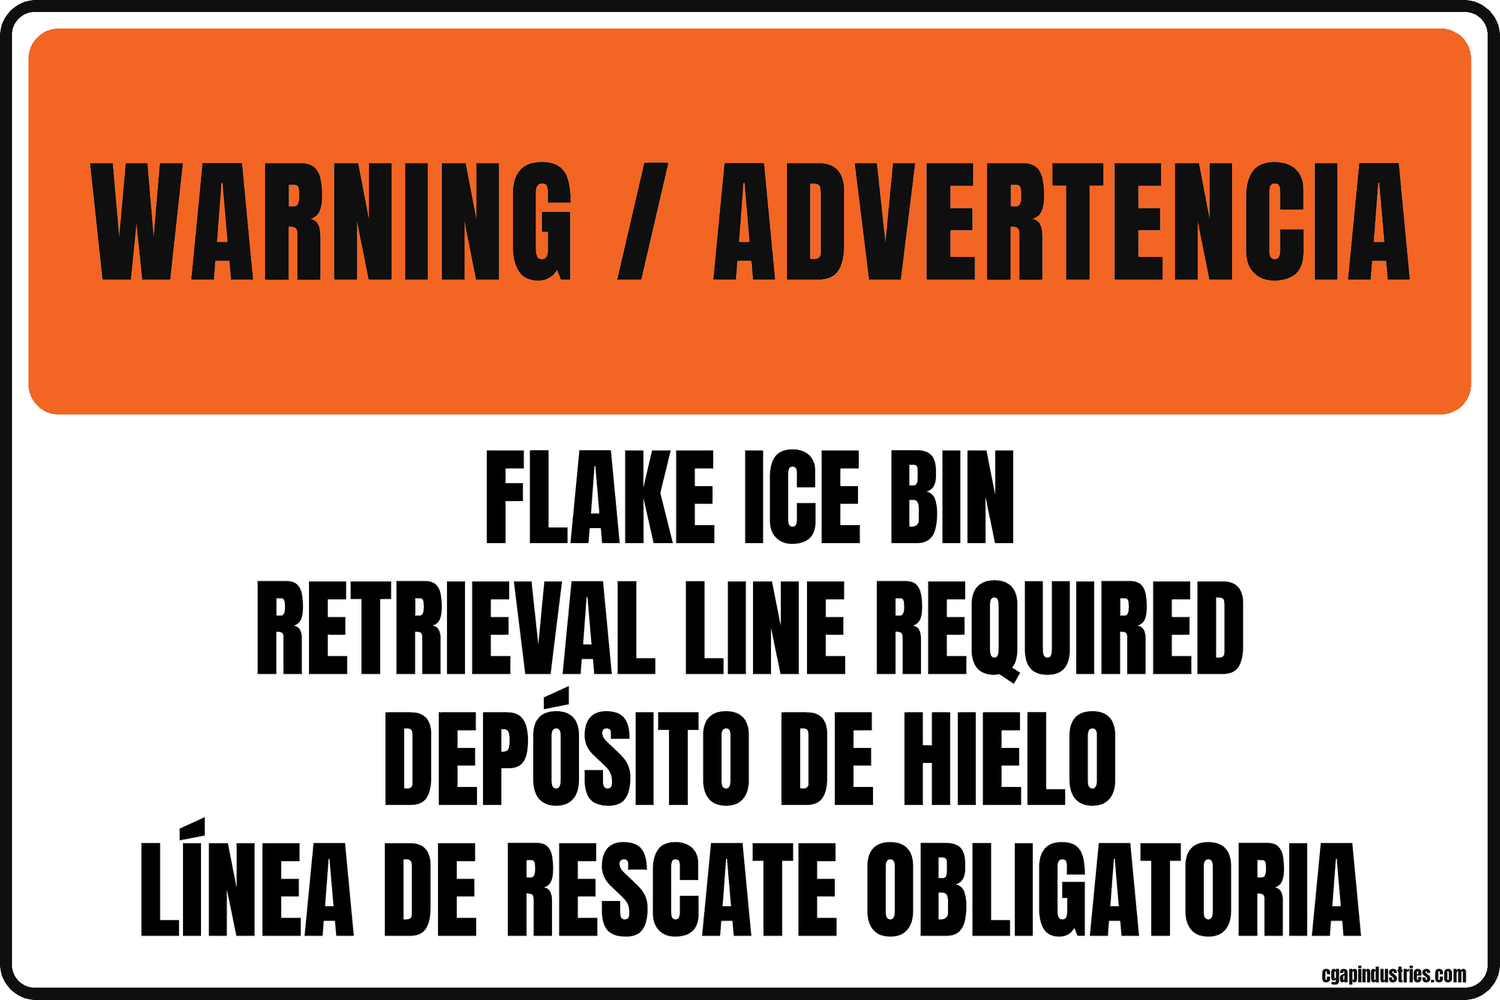 WARNING / ADVERTENCIA
FLAKE ICE BIN
RETRIEVAL LINE REQUIRED
DEPÓSITO DE HIELO
LÍNEA DE RESCATE OBLIGATORIA
cgapindustries.com